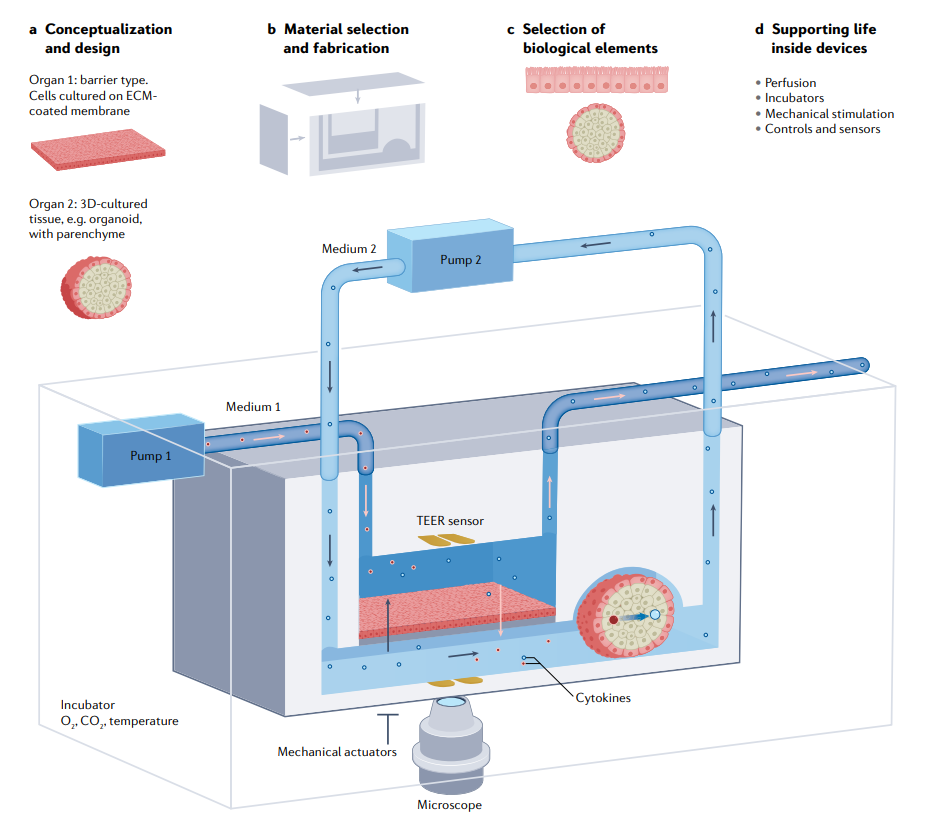 a Conceptualization
and design
Organ 1: barrier type.
Cells cultured on ECM-
coated membrane
Organ 2: 3D-cultured
tissue, e.g. organoid,
with parenchyme
b Material selection
and fabrication
c Selection of
biological elements
d Supporting life
inside devices
• Perfusion
• Incubators
• Mechanical stimulation
• Controls and sensors
Medium 2
Pump 2
Medium 1
Pump 1
TEER sensor
Cytokines
Incubator
O₂, CO₂, temperature
Mechanical actuators
Microscope